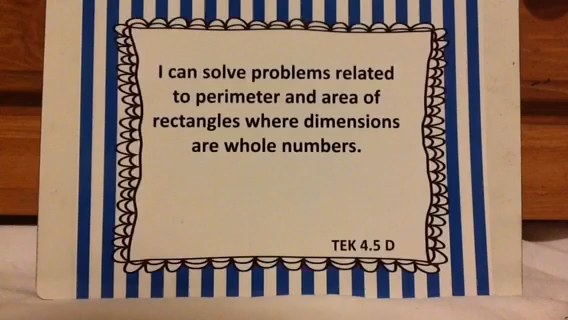 I can solve problems related
to perimeter and area of
rectangles where dimensions
are whole numbers.
TEK 4.5 D